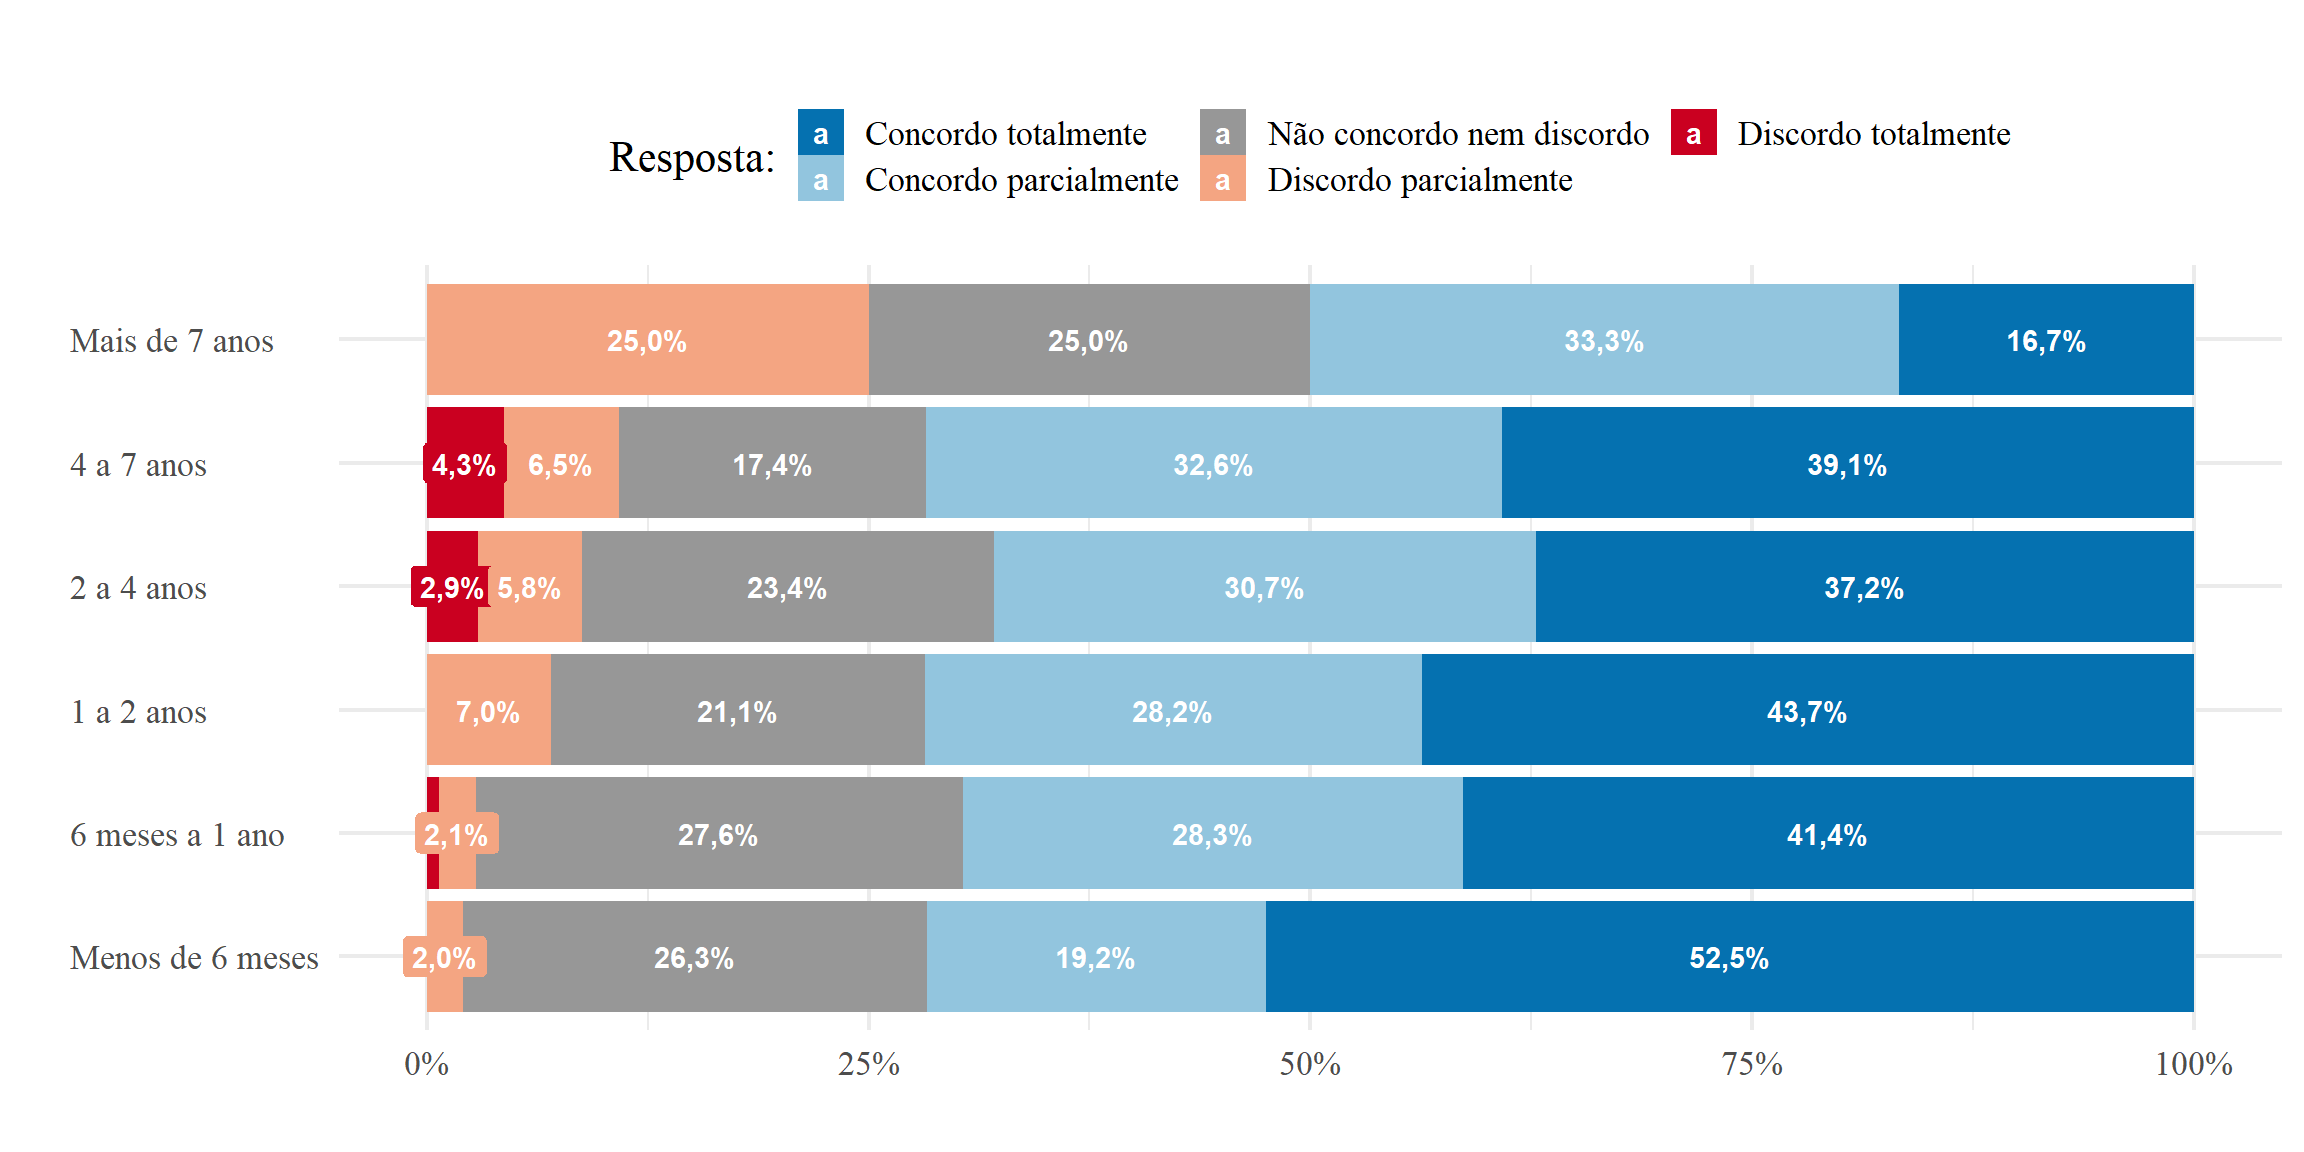 Resposta:
a Concordo totalmente
a Não concordo nem discordo
a Discordo totalmente
a Concordo parcialmente
a Discordo parcialmente
Mais de 7 anos
25,0% 25,0% 33,3% 16,7%
4 a 7 anos
4,3% 6,5% 17,4% 32,6% 39,1%
2 a 4 anos
2,9% 5,8% 23,4% 30,7% 37,2%
1 a 2 anos
7,0% 21,1% 28,2% 43,7%
6 meses a 1 ano
2,1% 27,6% 28,3% 41,4%
Menos de 6 meses
2,0% 26,3% 19,2% 52,5%
0% 25% 50% 75% 100%